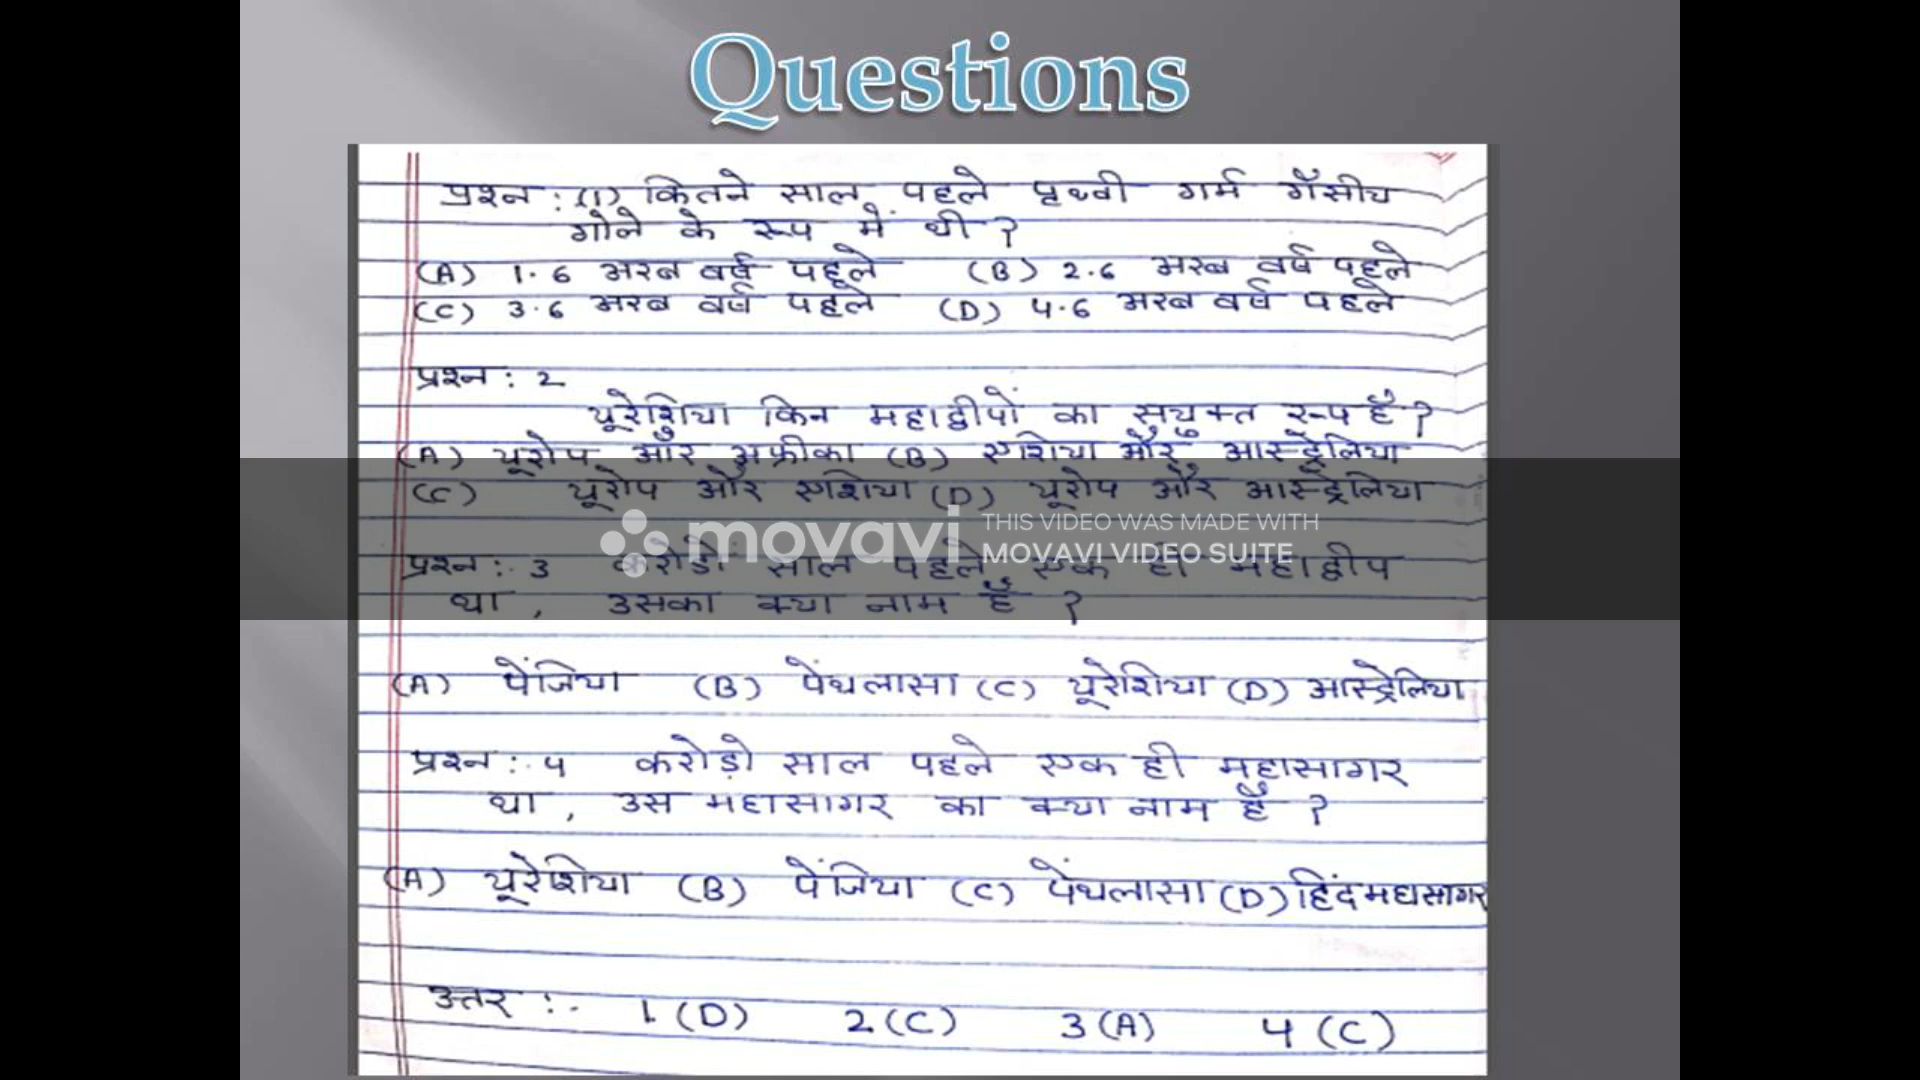 Questions
प्रश्न : (1) कितने साल पहले पृथ्वी गर्म गैसीय
गोले के रूप में थी ?
(A) 1.6 अरब वर्ष पहले (B) 2.6 अरब वर्ष पहले
(C) 3.6 अरब वर्ष पहले (D) 4.6 अरब वर्ष पहले
प्रश्न : 2
यूरेशिया किन महाद्वीपों का सयुक्त रूप है ?
(A) यूरोप और अफ्रीका (B) एशिया और आस्ट्रेलिया
(C) यूरोप और एशिया (D) यूरोप और आस्ट्रेलिया
movavi THIS VIDEO WAS MADE WITH
MOVAVI VIDEO SUITE
प्रश्न :- 3 करोडों साल पहले एक ही महाद्वीप
था , उसका क्या नाम है ?
(A) पेंजिया (B) पेंथलासा (C) यूरेशिया (D) आस्ट्रेलिया
प्रश्न :- 4 करोड़ो साल पहले एक ही महासागर
था , उस महासागर का क्या नाम है ?
(A) यूरेशिया (B) पेंजिया (C) पेंथलासा (D) हिंदमहासागर
उत्तर :- 1 (D) 2 (C) 3 (A) 4 (C)